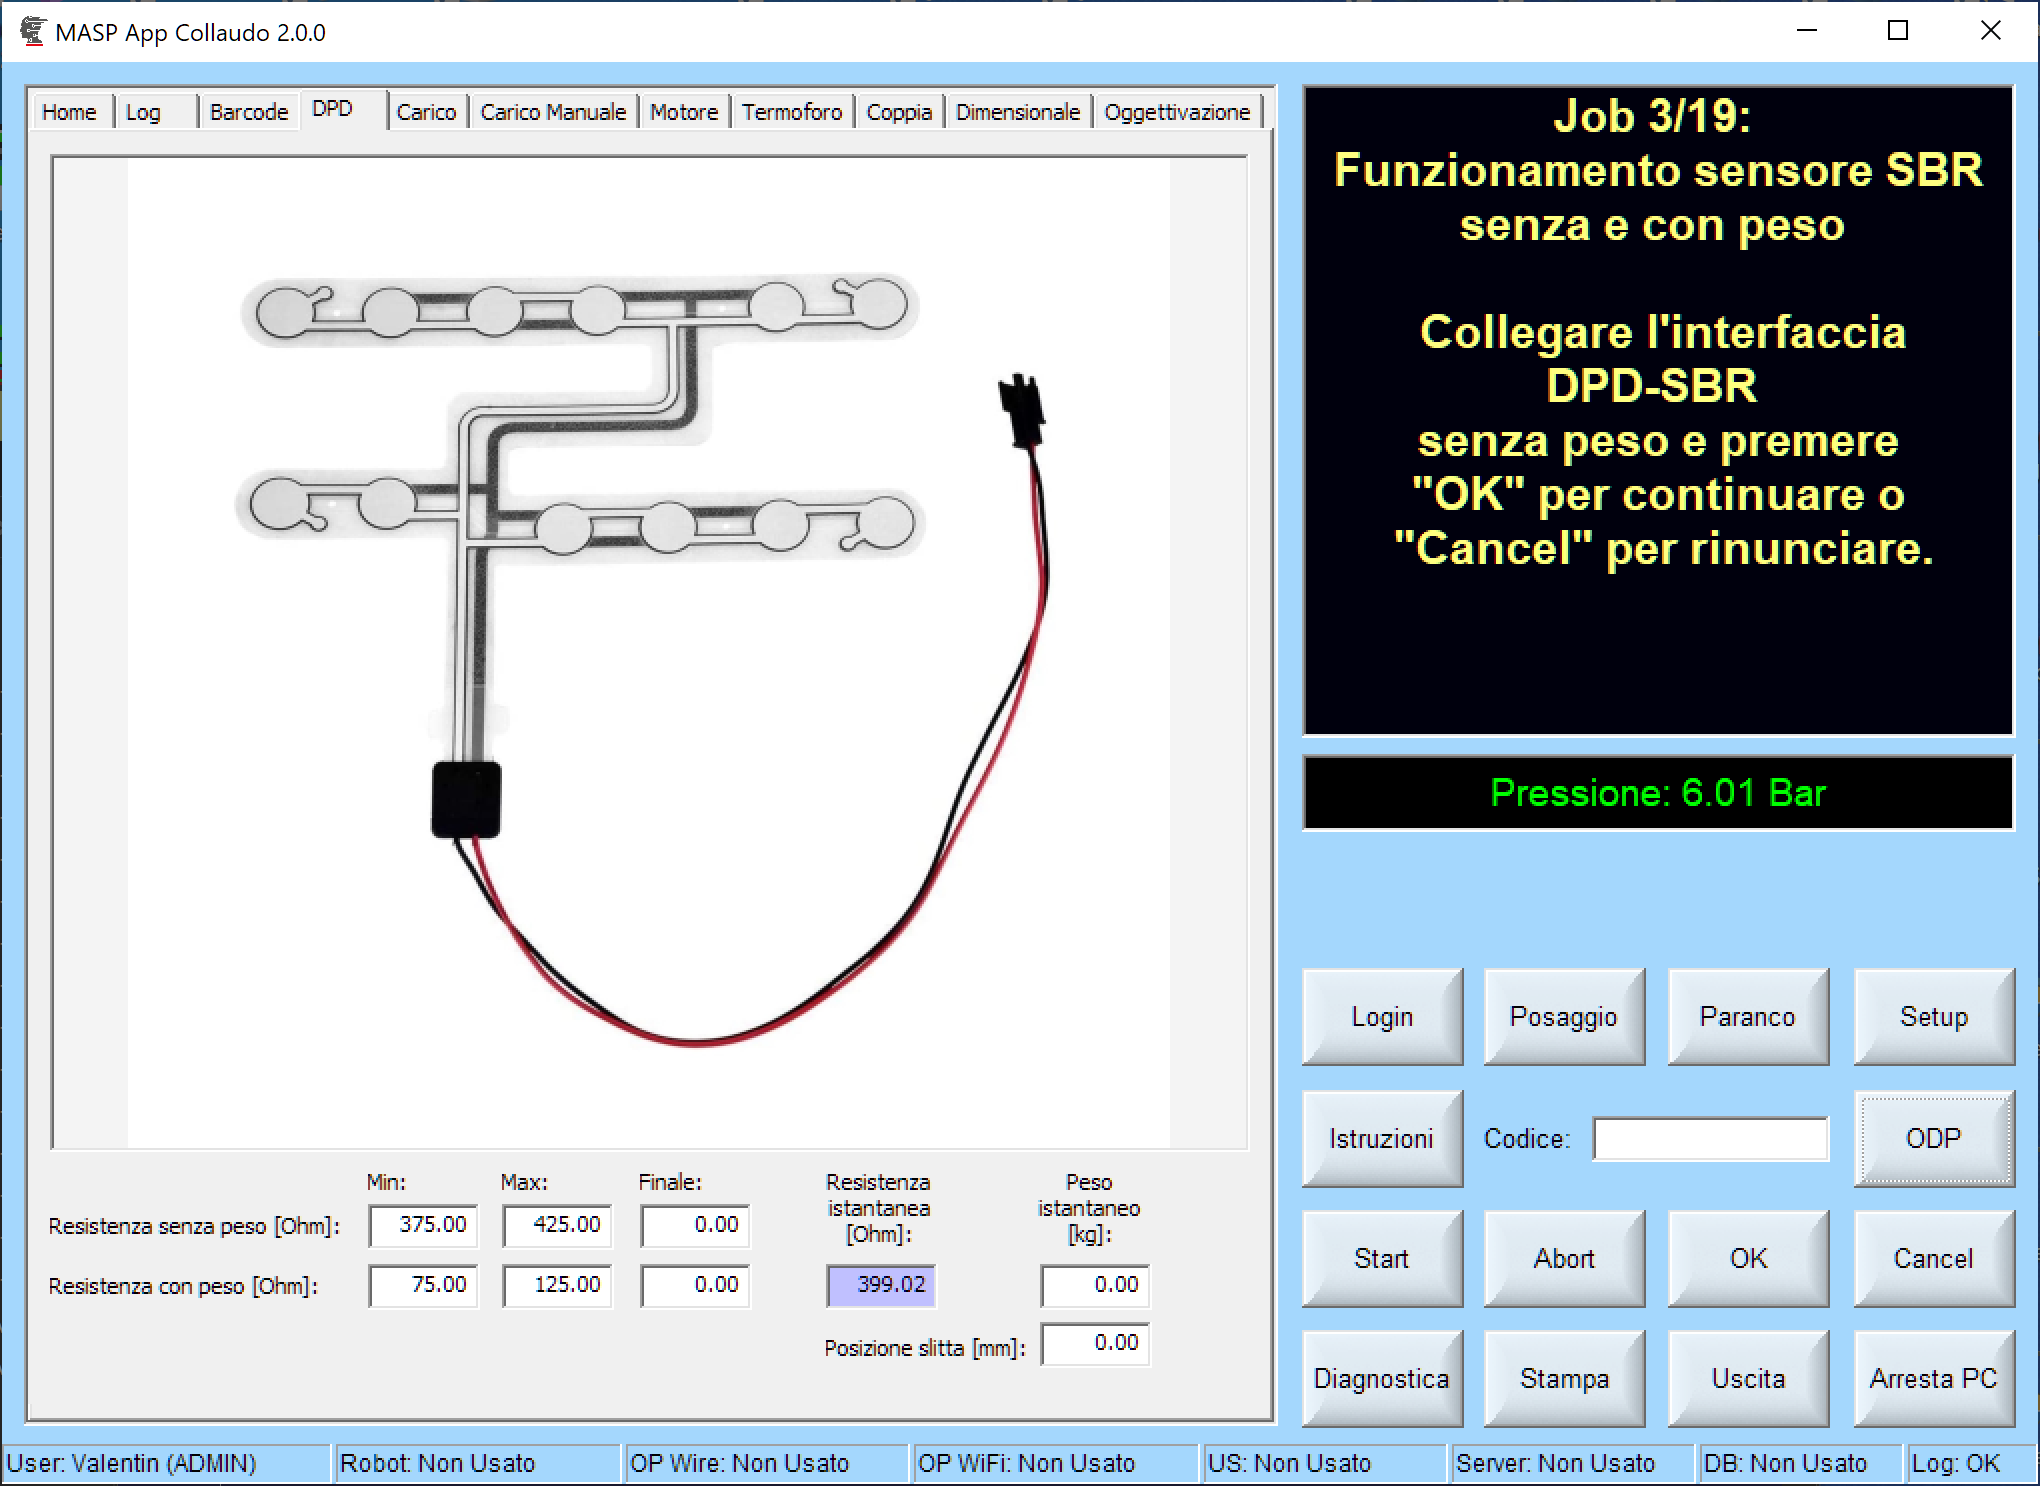 MASP App Collaudo 2.0.0
Home Log Barcode DPD Carico Carico Manuale Motore Termoforo Coppia Dimensionale Oggettivazione
Job 3/19:
Funzionamento sensore SBR
senza e con peso
Collegare l'interfaccia
DPD-SBR
senza peso e premere
"OK" per continuare o
"Cancel" per rinunciare.
Pressione: 6.01 Bar
Login Posaggio Paranco Setup
Istruzioni Codice: ODP
Start Abort OK Cancel
Diagnostica Stampa Uscita Arresta PC
Min: Max: Finale: Resistenza Peso
istantanea istantaneo
[Ohm]: [kg]:
Resistenza senza peso [Ohm]: 375.00 425.00 0.00
Resistenza con peso [Ohm]: 75.00 125.00 0.00 399.02 0.00
Posizione slitta [mm]: 0.00
User: Valentin (ADMIN) Robot: Non Usato OP Wire: Non Usato OP WiFi: Non Usato US: Non Usato Server: Non Usato DB: Non Usato Log: OK